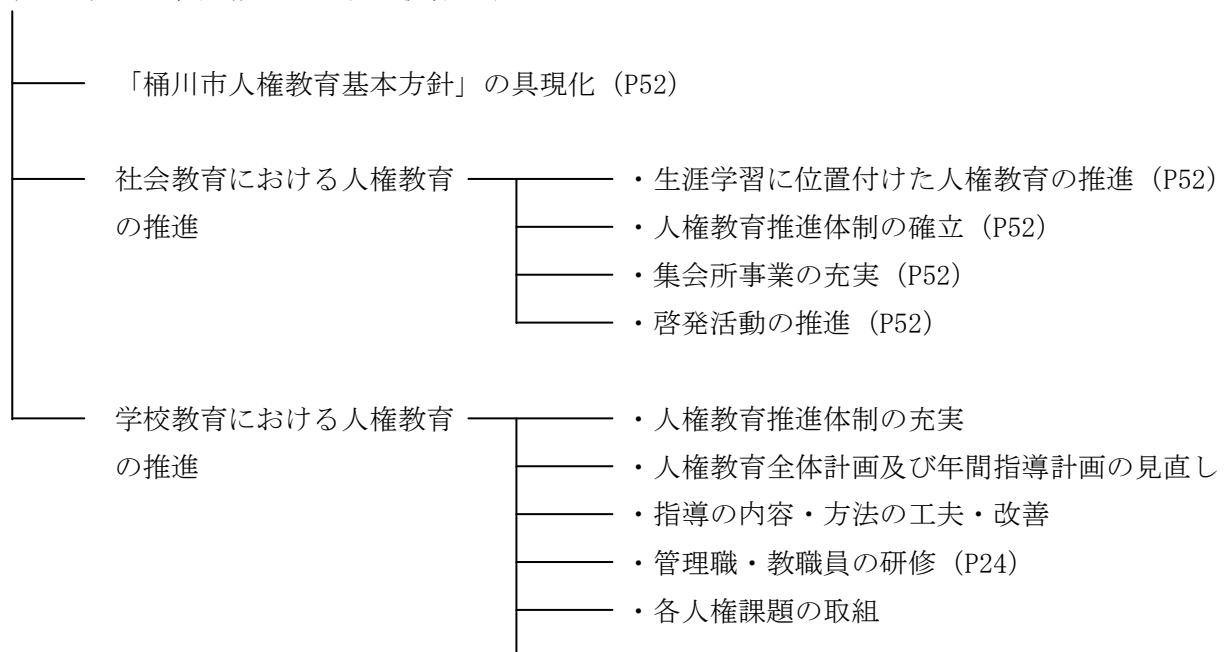 「桶川市人権教育基本方針」の具現化 (P52)
社会教育における人権教育
の推進
・生涯学習に位置付けた人権教育の推進 (P52)
・人権教育推進体制の確立 (P52)
・集会所事業の充実 (P52)
・啓発活動の推進 (P52)
学校教育における人権教育
の推進
・人権教育推進体制の充実
・人権教育全体計画及び年間指導計画の見直し
・指導の内容・方法の工夫・改善
・管理職・教職員の研修 (P24)
・各人権課題の取組